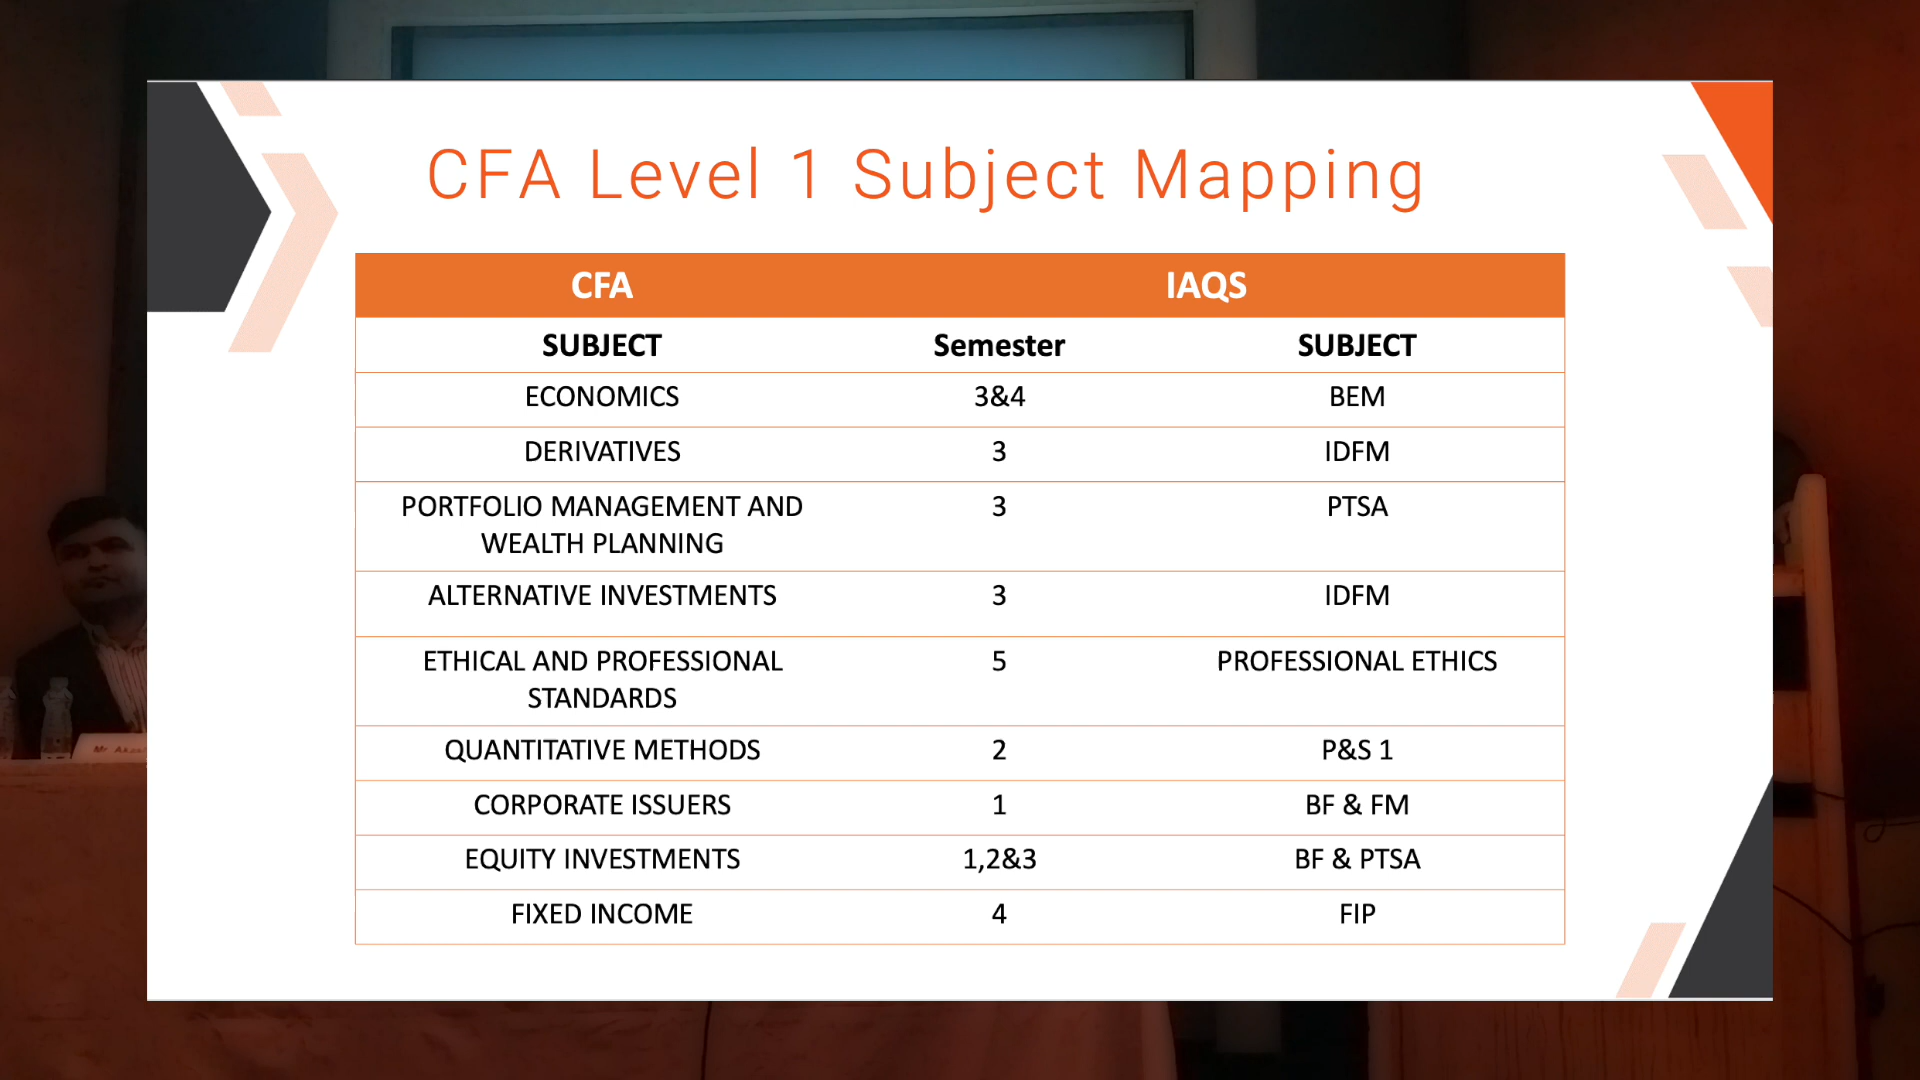 CFA Level 1 Subject Mapping
CFA IAQS
SUBJECT Semester SUBJECT
ECONOMICS 3&4 BEM
DERIVATIVES 3 IDFM
PORTFOLIO MANAGEMENT AND 3 PTSA
WEALTH PLANNING
ALTERNATIVE INVESTMENTS 3 IDFM
ETHICAL AND PROFESSIONAL 5 PROFESSIONAL ETHICS
STANDARDS
QUANTITATIVE METHODS 2 P&S 1
CORPORATE ISSUERS 1 BF & FM
EQUITY INVESTMENTS 1,2&3 BF & PTSA
FIXED INCOME 4 FIP
Mr.